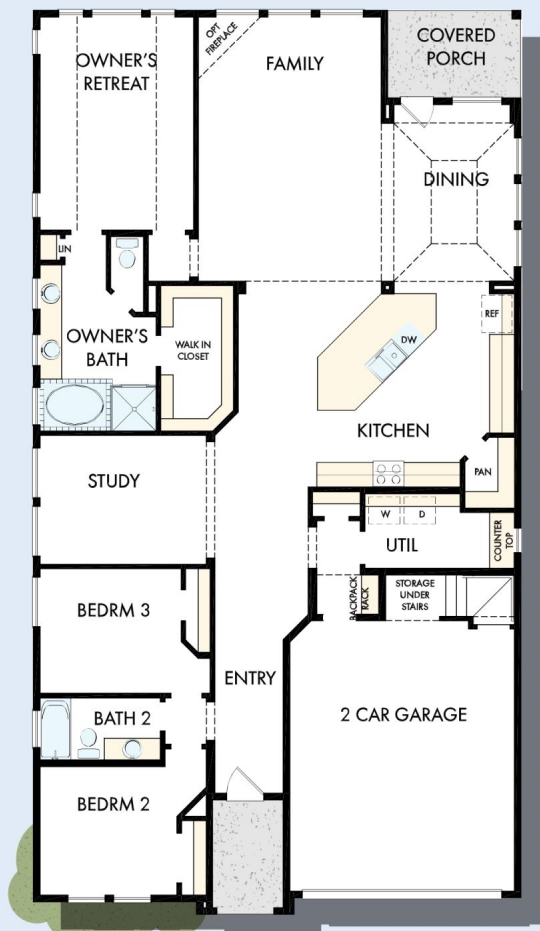 OWNER'S
RETREAT
OPT
FIREPLACE
FAMILY
COVERED
PORCH
DINING
LIN
OWNER'S
BATH
WALK IN
CLOSET
REF
DW
KITCHEN
PAN
STUDY
W
D
UTIL
COUNTER
TOP
BEDRM 3
BACKPACK
RACK
STORAGE
UNDER
STAIRS
ENTRY
BATH 2
2 CAR GARAGE
BEDRM 2